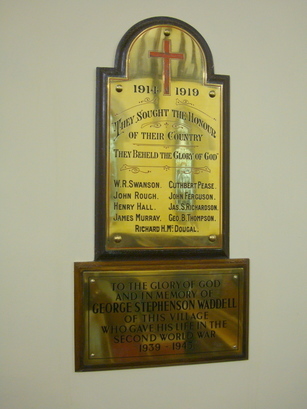 1914 1919
THEY SOUGHT THE HONOUR
OF THEIR COUNTRY
THEY BEHELD THE GLORY OF GOD
W.R. SWANSON. CUTHBERT PEASE.
JOHN ROUGH. JOHN FERGUSON.
HENRY HALL. JAS. S. RICHARDSON.
JAMES MURRAY. GEO. B. THOMPSON.
RICHARD H. Mc. DOUGAL.
TO THE GLORY OF GOD
AND IN MEMORY OF
GEORGE STEPHENSON WADDELL
OF THIS VILLAGE
WHO GAVE HIS LIFE IN THE
SECOND WORLD WAR
1939 - 1945